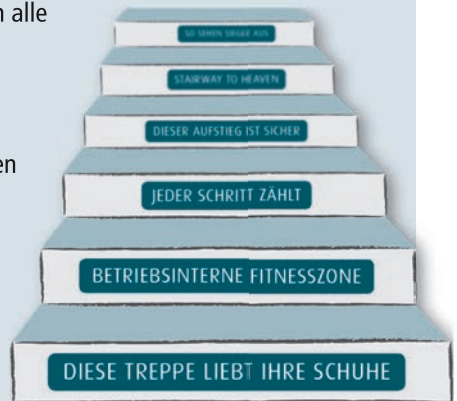 n alle
SO SEHEN SIEGER AUS
STAIRWAY TO HEAVEN
DIESER AUFSTIEG IST SICHER
en
JEDER SCHRITT ZÄHLT
BETRIEBSINTERNE FITNESSZONE
DIESE TREPPE LIEBT IHRE SCHUHE